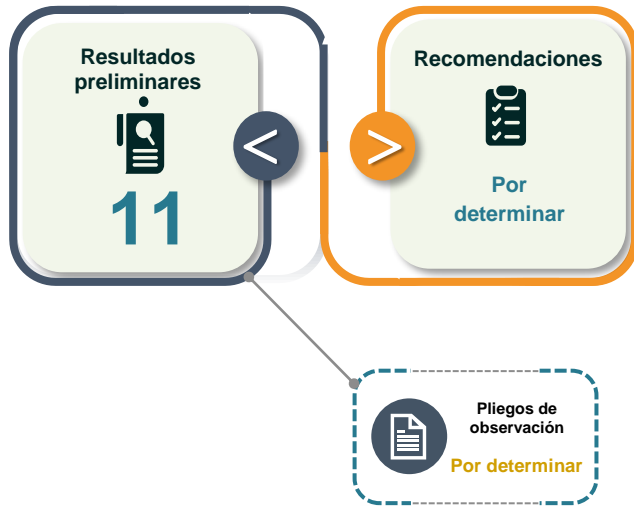 Resultados
preliminares
11
<
>
Recomendaciones
Por
determinar
Pliegos de
observación
Por determinar